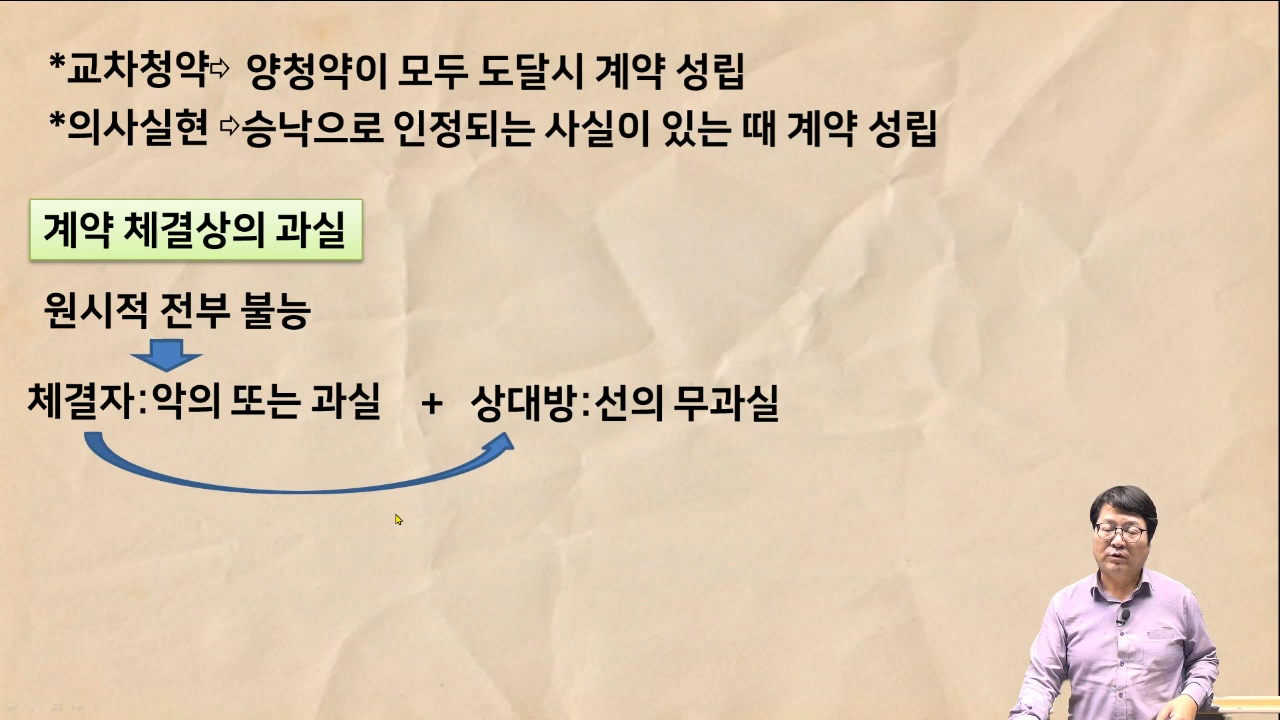 *교차청약⇨ 양청약이 모두 도달시 계약 성립
*의사실현 ⇨승낙으로 인정되는 사실이 있는 때 계약 성립
계약 체결상의 과실
원시적 전부 불능
체결자:악의 또는 과실 + 상대방:선의 무과실